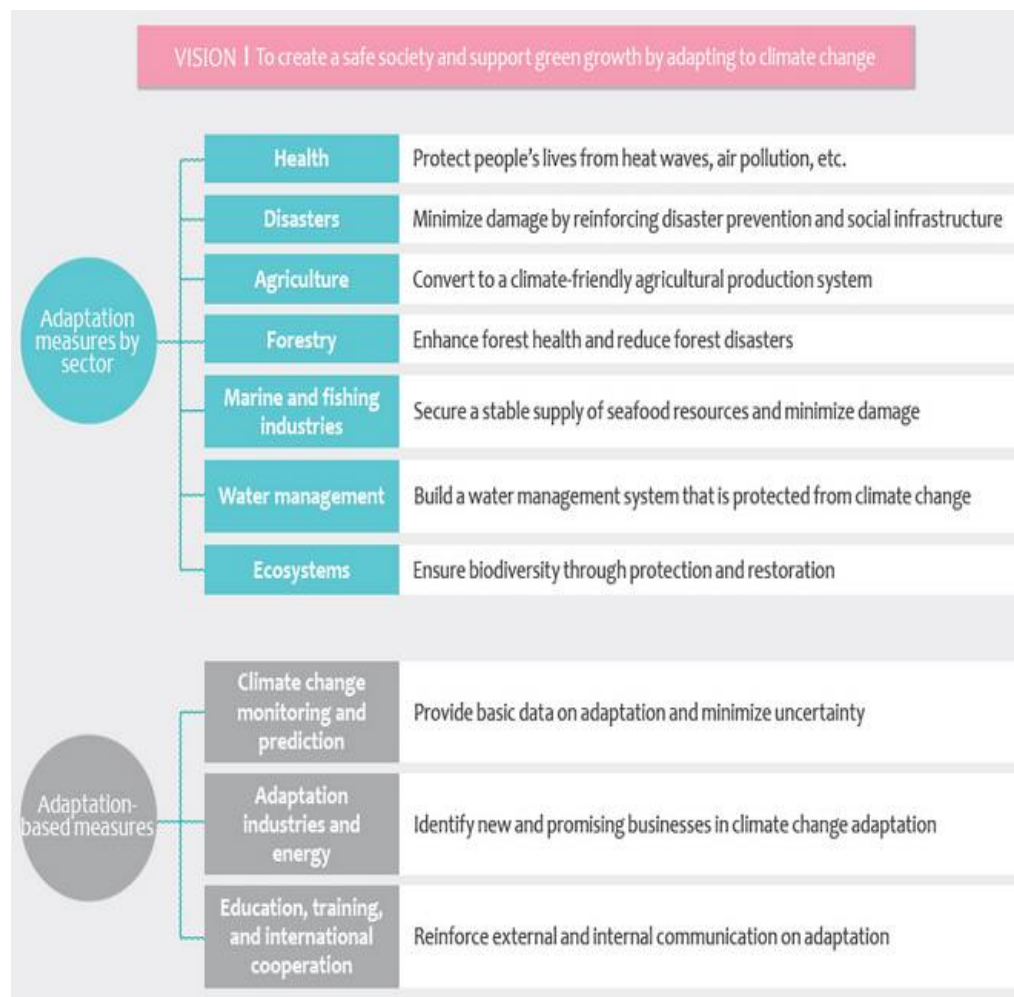 VISION | To create a safe society and support green growth by adapting to climate change
Adaptation
measures by
sector
Health
Protect people's lives from heat waves, air pollution, etc.
Disasters
Minimize damage by reinforcing disaster prevention and social infrastructure
Agriculture
Convert to a climate-friendly agricultural production system
Forestry
Enhance forest health and reduce forest disasters
Marine and fishing
industries
Secure a stable supply of seafood resources and minimize damage
Water management
Build a water management system that is protected from climate change
Ecosystems
Ensure biodiversity through protection and restoration
Adaptation-
based measures
Climate change
monitoring and
prediction
Provide basic data on adaptation and minimize uncertainty
Adaptation
industries and
energy
Identify new and promising businesses in climate change adaptation
Education, training,
and international
cooperation
Reinforce external and internal communication on adaptation